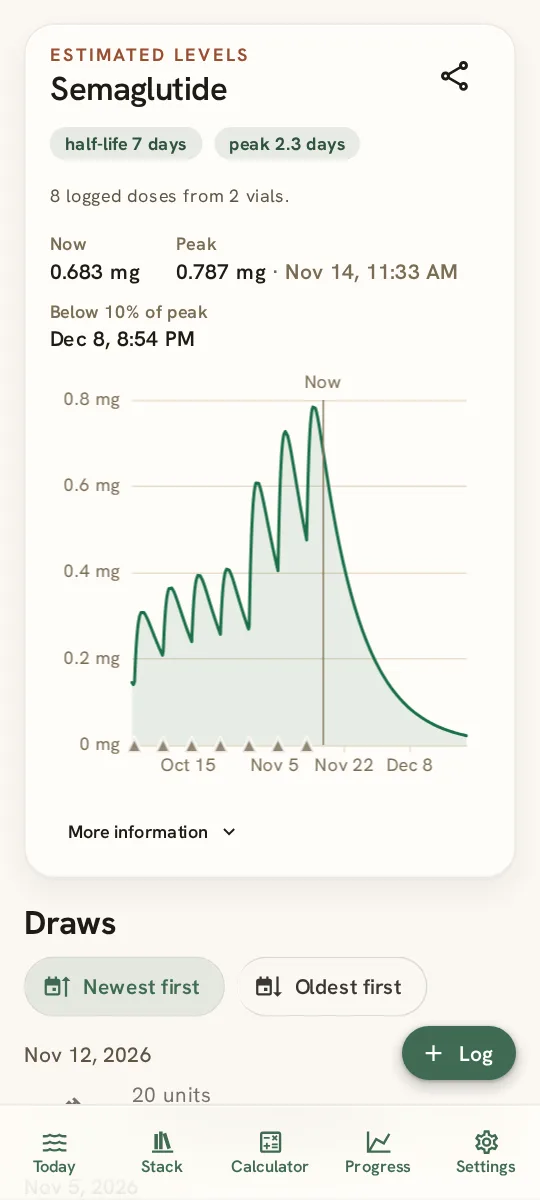 ESTIMATED LEVELS
Semaglutide
half-life 7 days
peak 2.3 days
8 logged doses from 2 vials.
Now
Peak
0.683 mg
0.787 mg · Nov 14, 11:33 AM
Below 10% of peak
Dec 8, 8:54 PM
Now
0.8 mg
0.6 mg
0.4 mg
0.2 mg
0 mg
Oct 15
Nov 5
Nov 22
Dec 8
More information
Draws
Newest first
Oldest first
Nov 12, 2026
+ Log
20 units
Today
Stack
Calculator
Progress
Settings
Nov 5, 2026